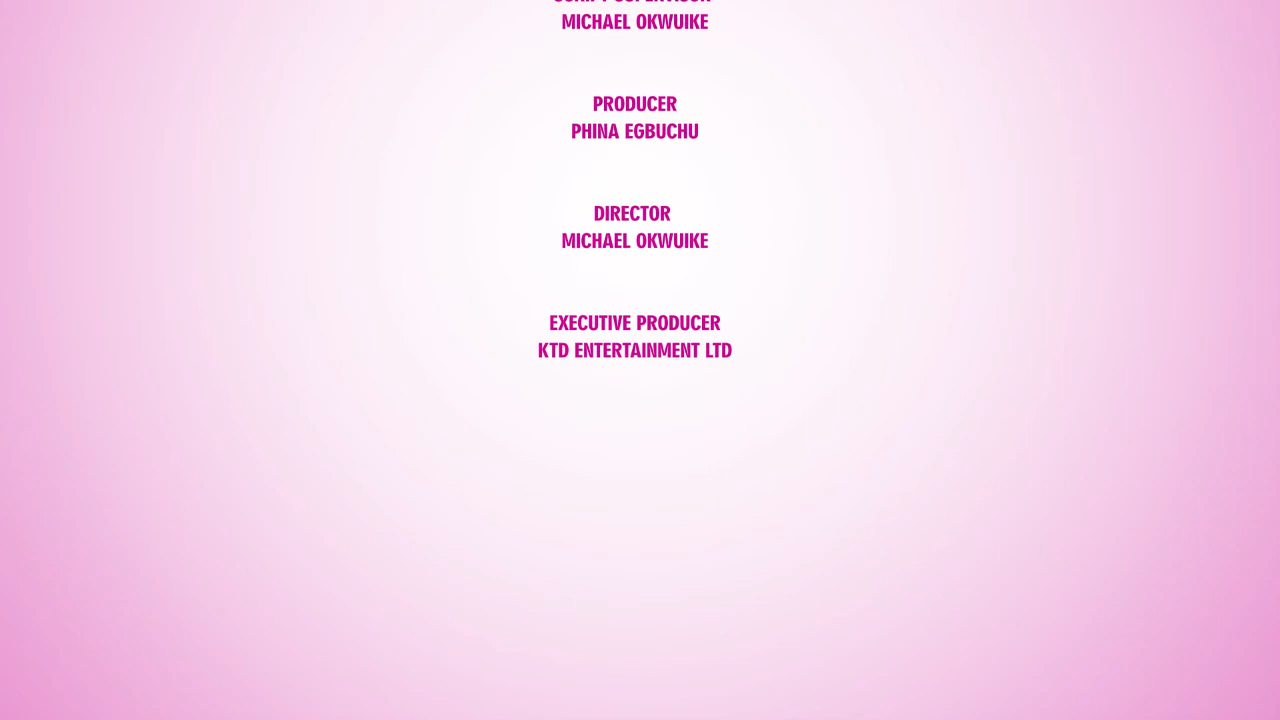 MICHAEL OKWUIKE
PRODUCER
PHINA EGBUCHU
DIRECTOR
MICHAEL OKWUIKE
EXECUTIVE PRODUCER
KTD ENTERTAINMENT LTD